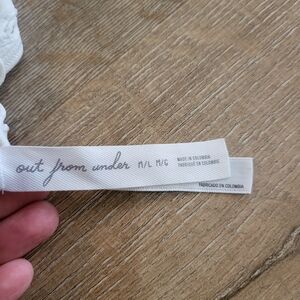 out from under M/L M/G
MADE IN COLOMBIA
FABRIQUÉ EN COLOMBIE
FABRICADO EN COLOMBIA